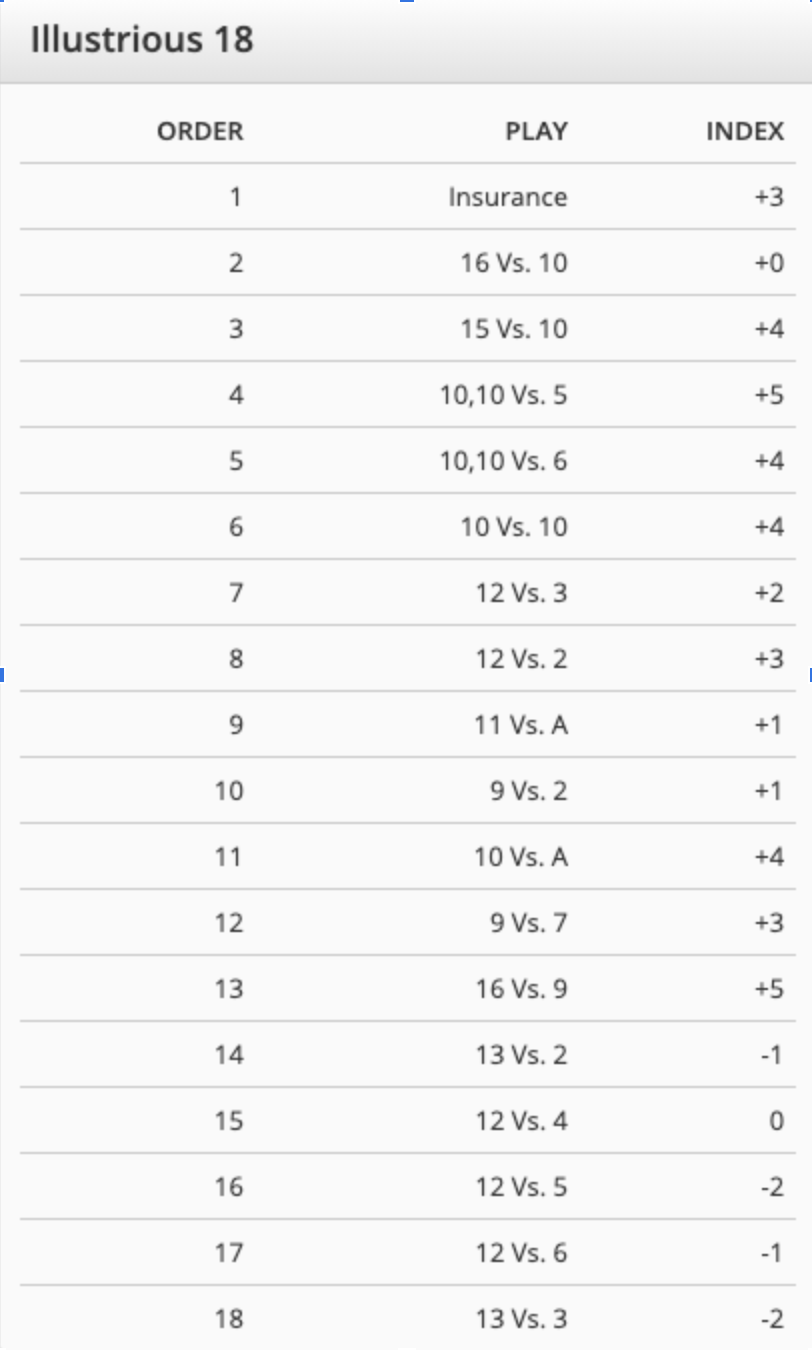 Illustrious 18
ORDER PLAY INDEX
1 Insurance +3
2 16 Vs. 10 +0
3 15 Vs. 10 +4
4 10,10 Vs. 5 +5
5 10,10 Vs. 6 +4
6 10 Vs. 10 +4
7 12 Vs. 3 +2
8 12 Vs. 2 +3
9 11 Vs. A +1
10 9 Vs. 2 +1
11 10 Vs. A +4
12 9 Vs. 7 +3
13 16 Vs. 9 +5
14 13 Vs. 2 -1
15 12 Vs. 4 0
16 12 Vs. 5 -2
17 12 Vs. 6 -1
18 13 Vs. 3 -2